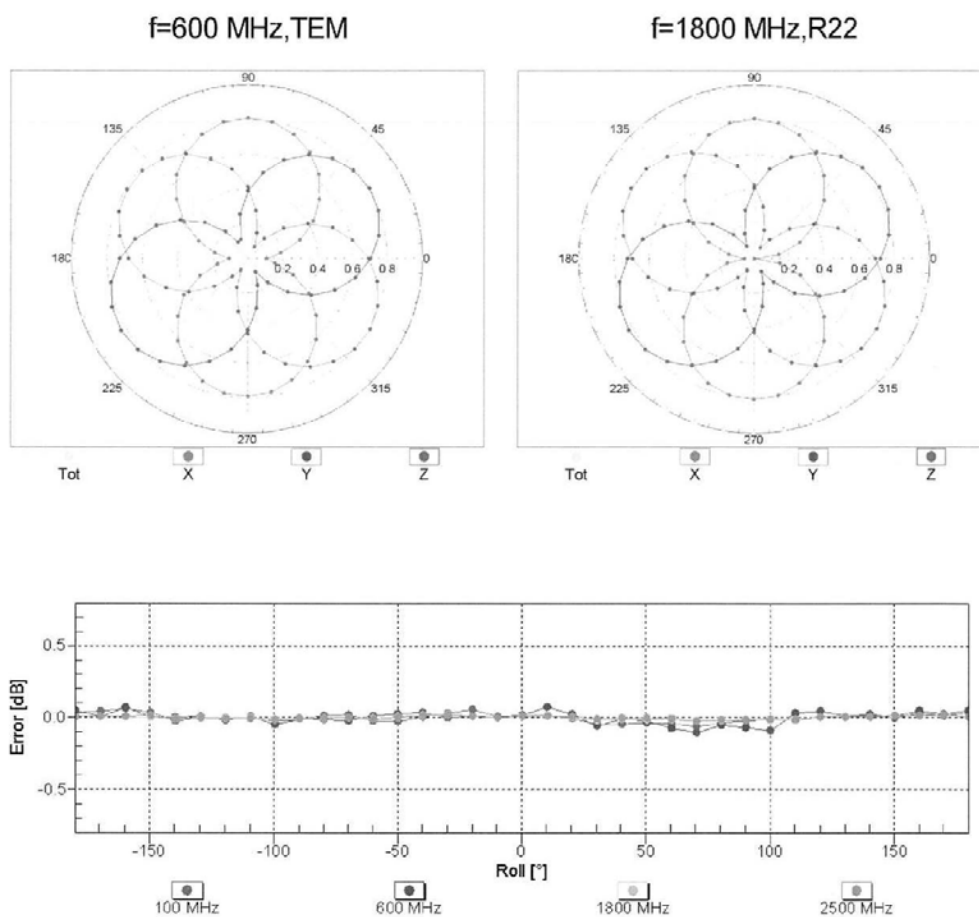 f=600 MHz,TEM
f=1800 MHz,R22
90
135
45
180
0.2 0.4 0.6 0.8
0
225
315
270
Tot X Y Z
90
135
45
180
0.2 0.4 0.6 0.8
0
225
315
270
Tot X Y Z
0.5
0.0
-0.5
Error [dB]
-150 -100 -50 0 50 100 150
Roll [°]
100 MHz 600 MHz 1800 MHz 2500 MHz